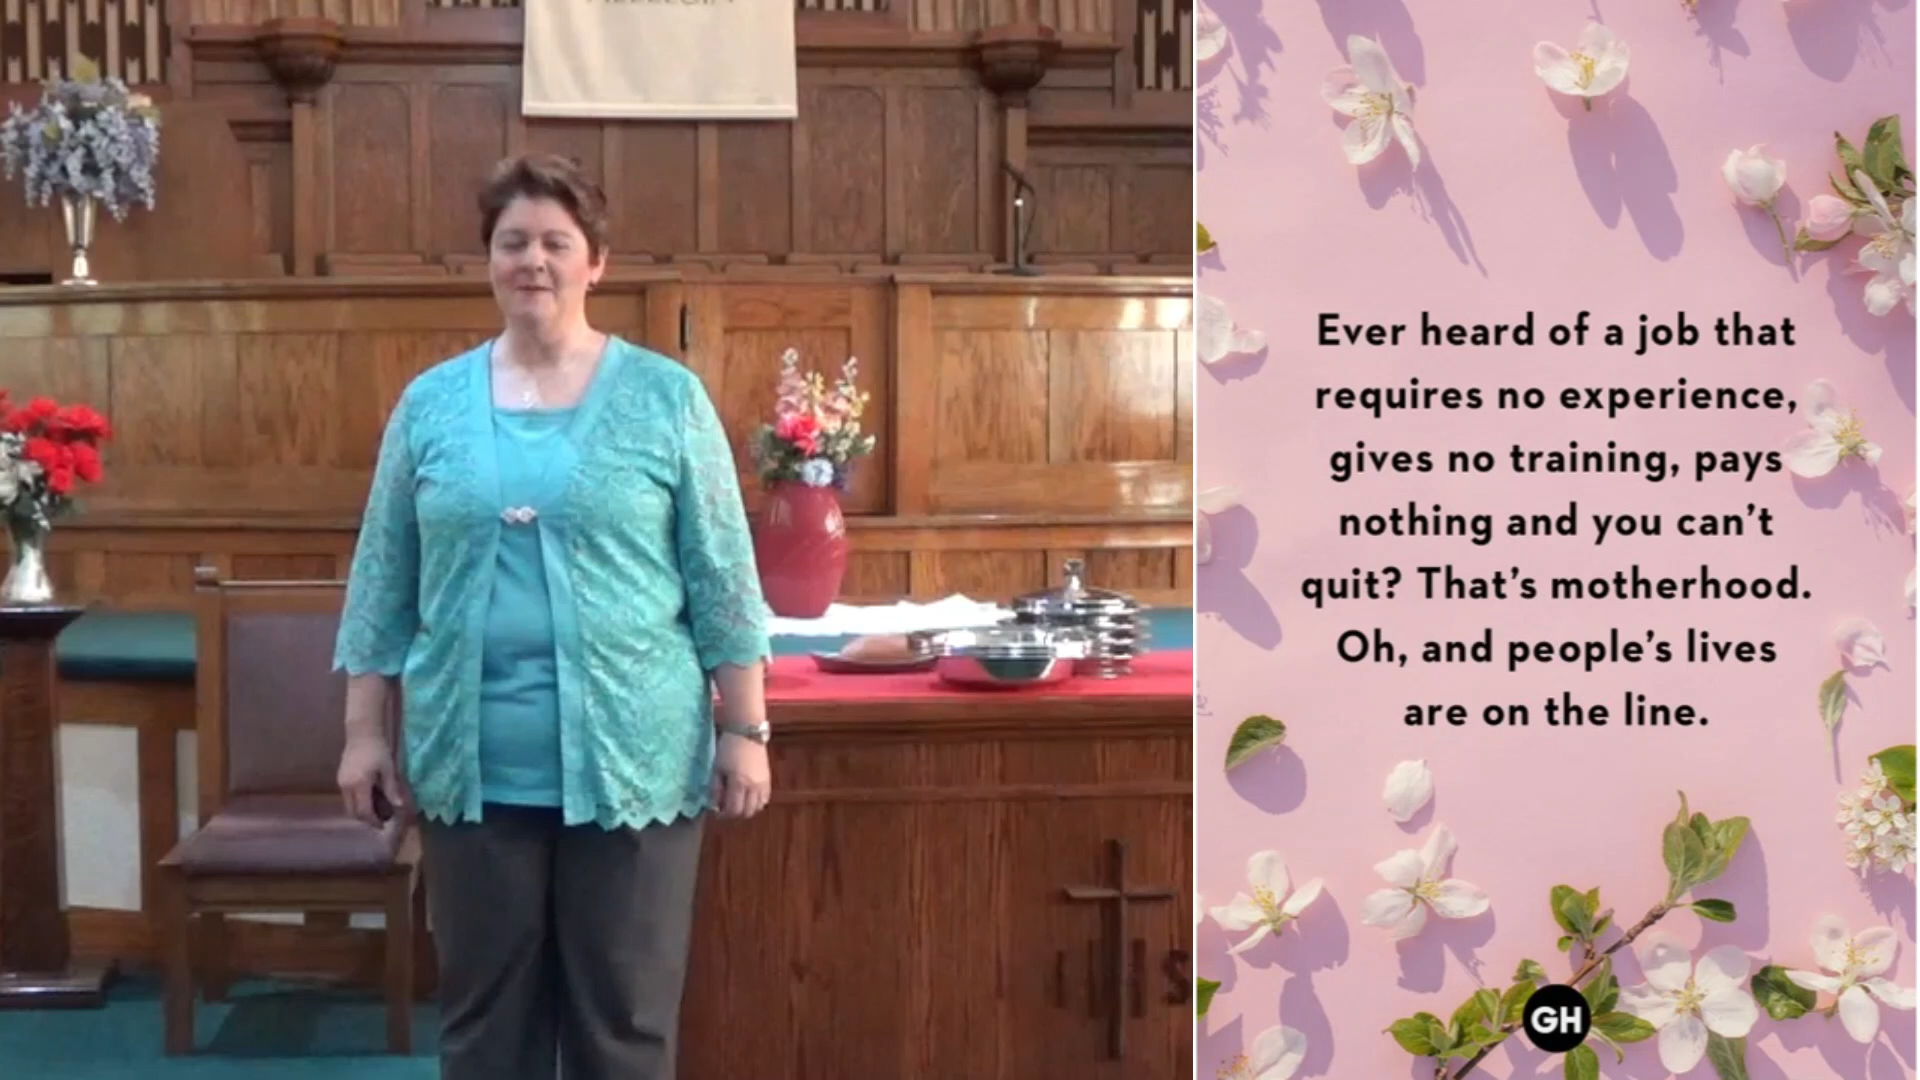 Ever heard of a job that
requires no experience,
gives no training, pays
nothing and you can't
quit? That's motherhood.
Oh, and people's lives
are on the line.
GH